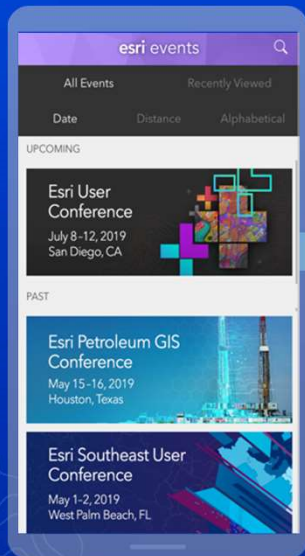 esri events
All Events Recently Viewed
Date Distance Alphabetical
UPCOMING
Esri User
Conference
July 8-12, 2019
San Diego, CA
PAST
Esri Petroleum GIS
Conference
May 15-16, 2019
Houston, Texas
Esri Southeast User
Conference
May 1-2, 2019
West Palm Beach, FL